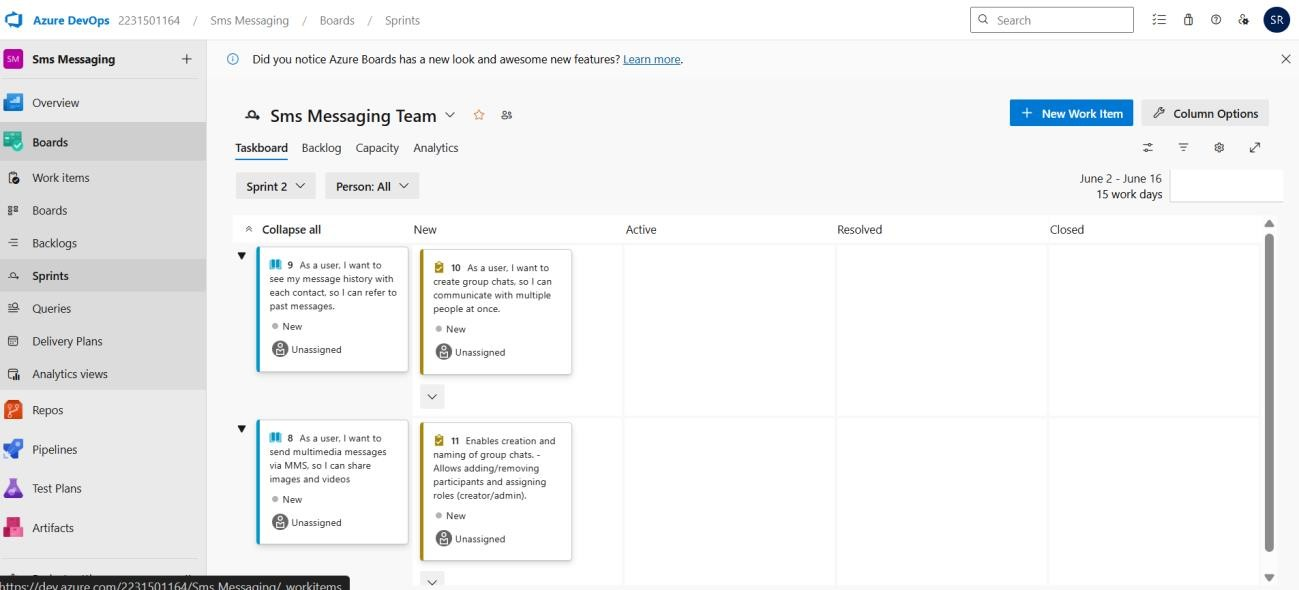 Azure DevOps 2231501164 / Sms Messaging / Boards / Sprints
Search
SR
SM Sms Messaging
Did you notice Azure Boards has a new look and awesome new features? Learn more.
Overview
Boards
Work items
Boards
Backlogs
Sprints
Queries
Delivery Plans
Analytics views
Repos
Pipelines
Test Plans
Artifacts
https://dev.azure.com/2231501164/Sms Messaging/_workitems
Sms Messaging Team
New Work Item
Column Options
Taskboard Backlog Capacity Analytics
Sprint 2
Person: All
June 2 - June 16
15 work days
Collapse all New Active Resolved Closed
9 As a user, I want to
see my message history with
each contact, so I can refer to
past messages.
New
Unassigned
10 As a user, I want to
create group chats, so I can
communicate with multiple
people at once.
New
Unassigned
8 As a user, I want to
send multimedia messages
via MMS, so I can share
images and videos
New
Unassigned
11 Enables creation and
naming of group chats. -
Allows adding/removing
participants and assigning
roles (creator/admin).
New
Unassigned